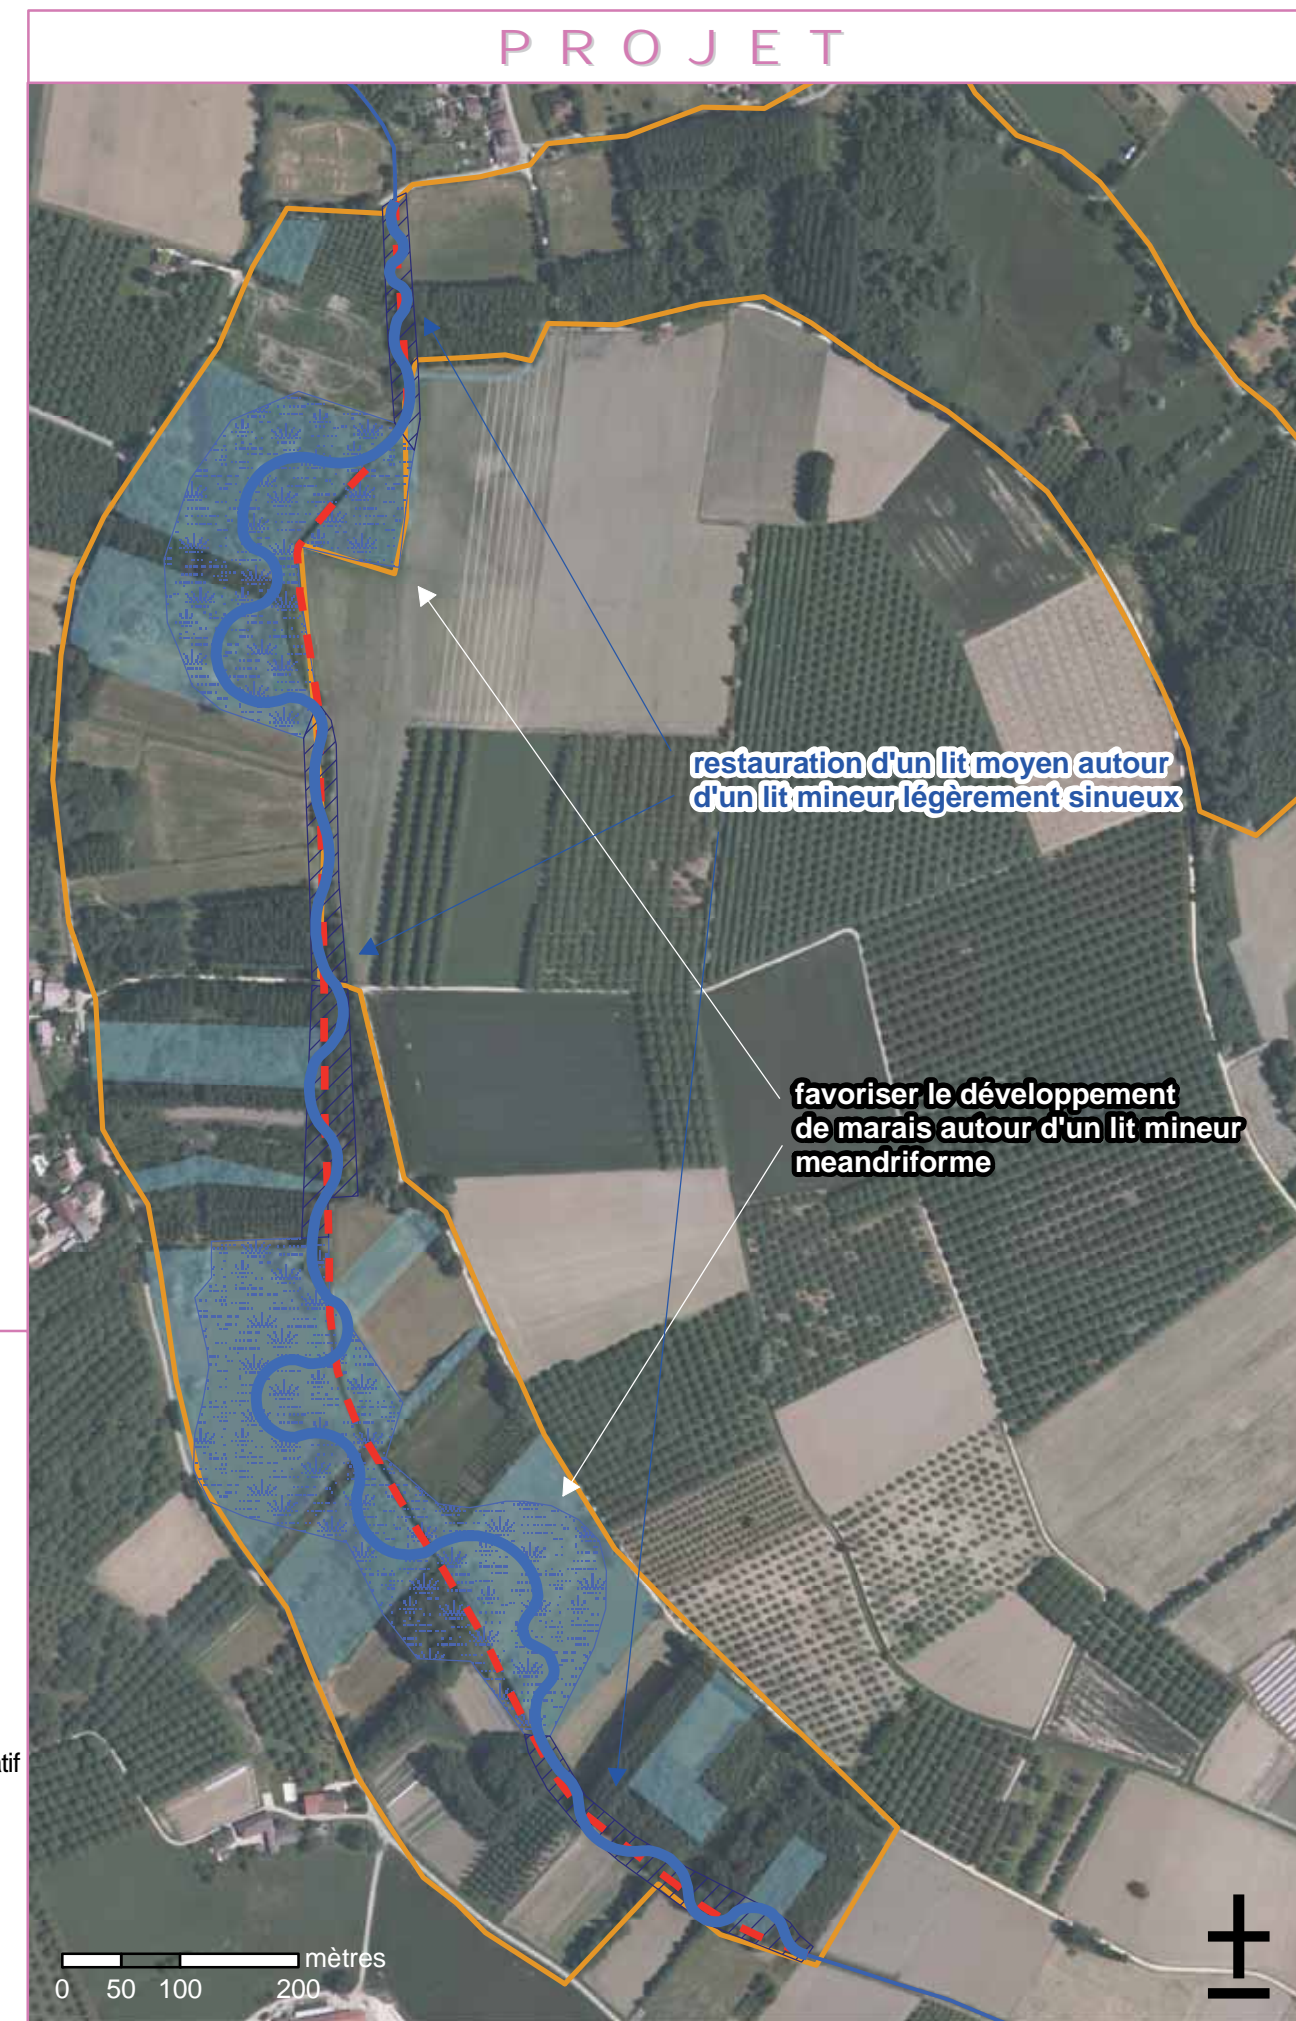 PROJET
restauration d'un lit moyen autour
d'un lit mineur légèrement sinueux
favoriser le développement
de marais autour d'un lit mineur
meandriforme
mètres
0 50 100 200